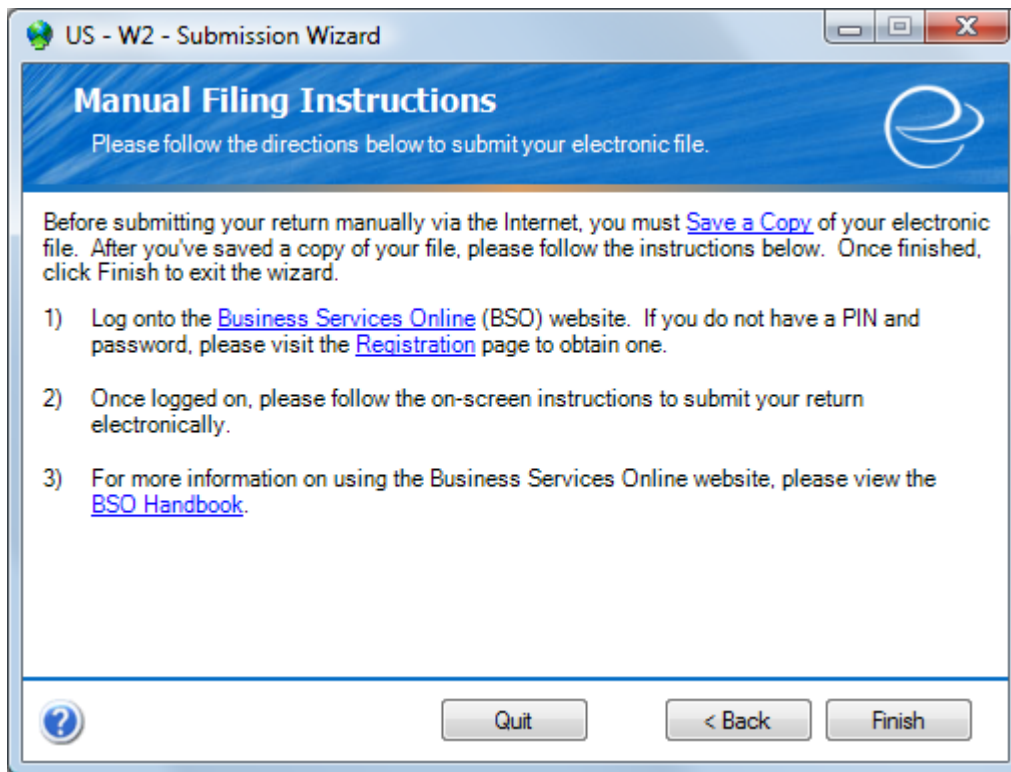 US - W2 - Submission Wizard
Manual Filing Instructions
Please follow the directions below to submit your electronic file.
Before submitting your return manually via the Internet, you must Save a Copy of your electronic
file.  After you've saved a copy of your file, please follow the instructions below.  Once finished,
click Finish to exit the wizard.
1) Log onto the Business Services Online (BSO) website.  If you do not have a PIN and
password, please visit the Registration page to obtain one.
2) Once logged on, please follow the on-screen instructions to submit your return
electronically.
3) For more information on using the Business Services Online website, please view the
BSO Handbook.
? Quit < Back Finish